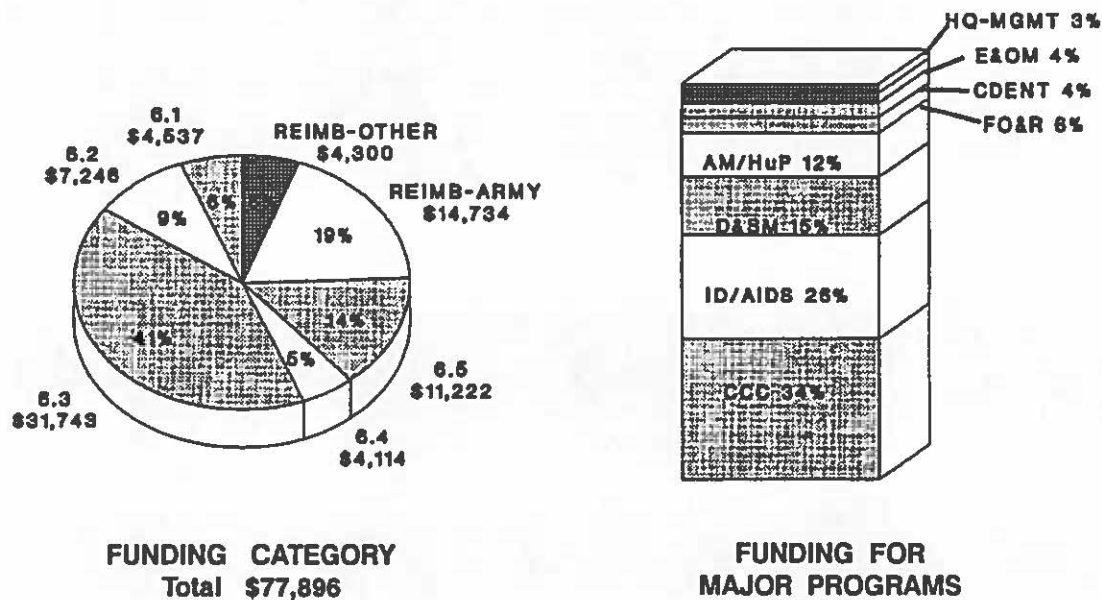 6.1
$4,537
6.2
$7,246
REIMB-OTHER
$4,300
REIMB-ARMY
$14,734
6%
9%
19%
14%
41%
5%
6.5
$11,222
6.3
$31,743
6.4
$4,114
FUNDING CATEGORY
Total $77,896
HQ-MGMT 3%
E&OM 4%
CDENT 4%
FO&R 6%
AM/HuP 12%
D&SM 15%
ID/AIDS 26%
CCC 34%
FUNDING FOR
MAJOR PROGRAMS